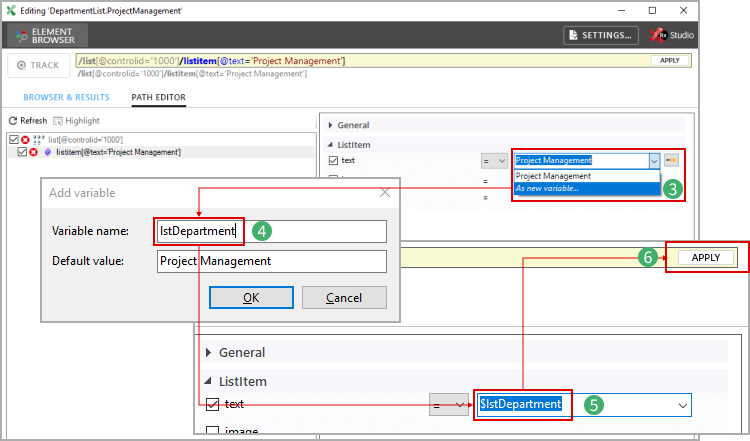 Editing 'DepartmentList.ProjectManagement'
ELEMENT
BROWSER
SETTINGS...
Rx Studio
TRACK
/list[@controlid='1000']/listitem[@text='Project Management']
APPLY
/list[@controlid='1000']/listitem[@text='Project Management']
BROWSER & RESULTS
PATH EDITOR
Refresh
Highlight
list[@controlid='1000']
listitem[@text='Project Management']
General
ListItem
text
=
Project Management
Project Management
As new variable...
=
=
3
Add variable
Variable name:
lstDepartment
4
Default value:
Project Management
OK
Cancel
6
APPLY
General
ListItem
text
=
$lstDepartment
5
image